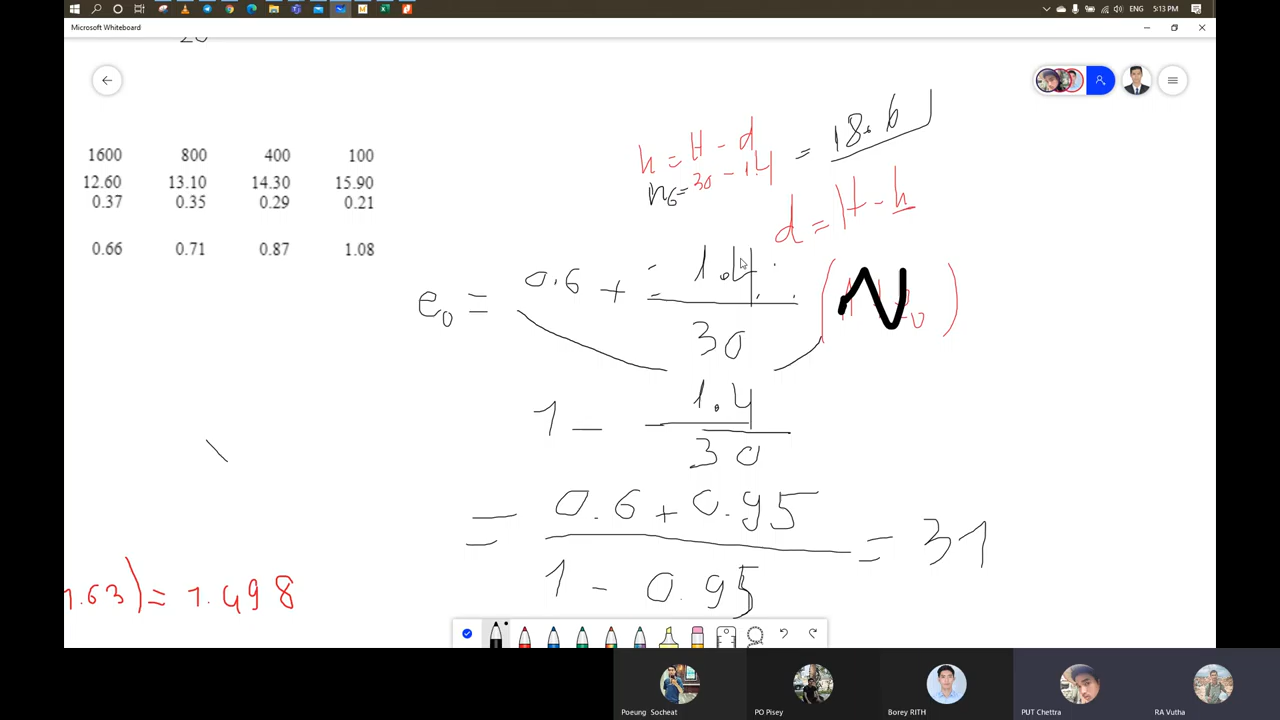 ENG 5:13 PM
Microsoft Whiteboard
20
1600 800 400 100
12.60 13.10 14.30 15.90
0.37 0.35 0.29 0.21
0.66 0.71 0.87 1.08
h = H - d
h6 = 30 - 1.4 = 18.6
d = H - h
e0 = 0.6 + 1.4
30
1 - 1.4
30
= 0.6 + 0.95 = 31
1 - 0.95
1.63) = 1.498
Poeung Socheat PO Pisey Borey RITH PUT Chettra RA Vutha